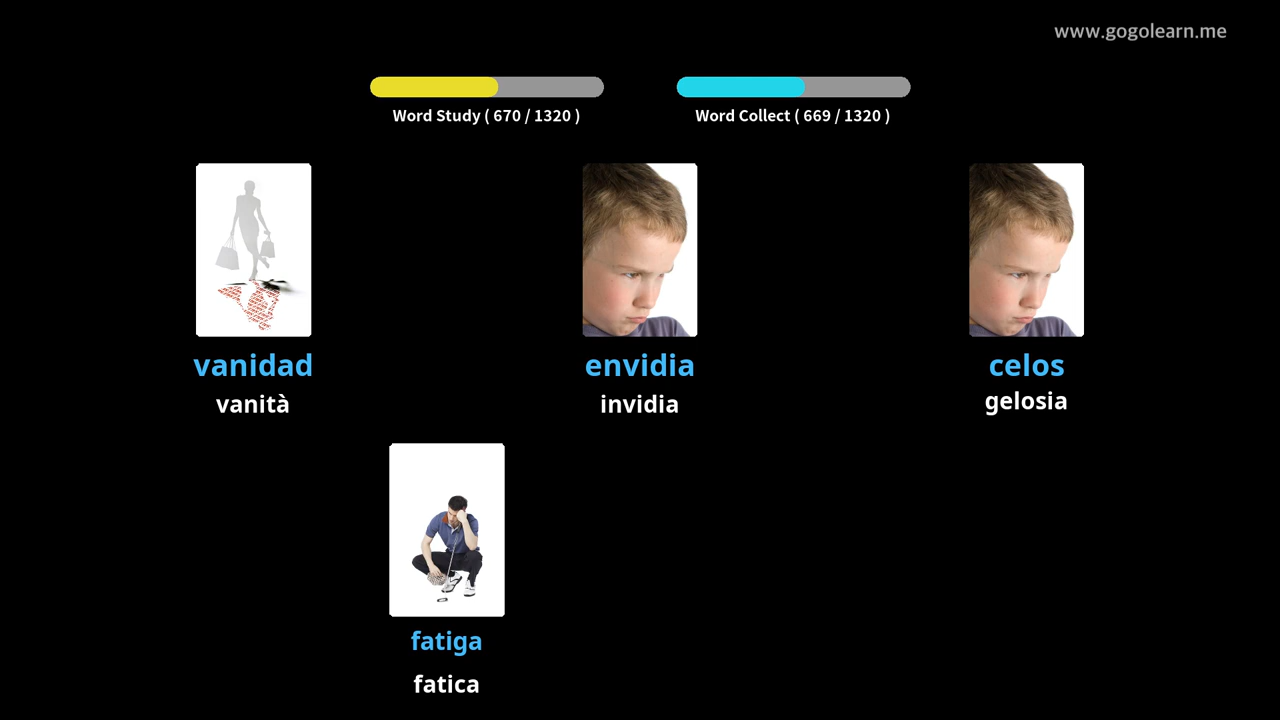 www.gogolearn.me
Word Study ( 670 / 1320 )
Word Collect ( 669 / 1320 )
vanidad
vanità
envidia
invidia
celos
gelosia
fatiga
fatica